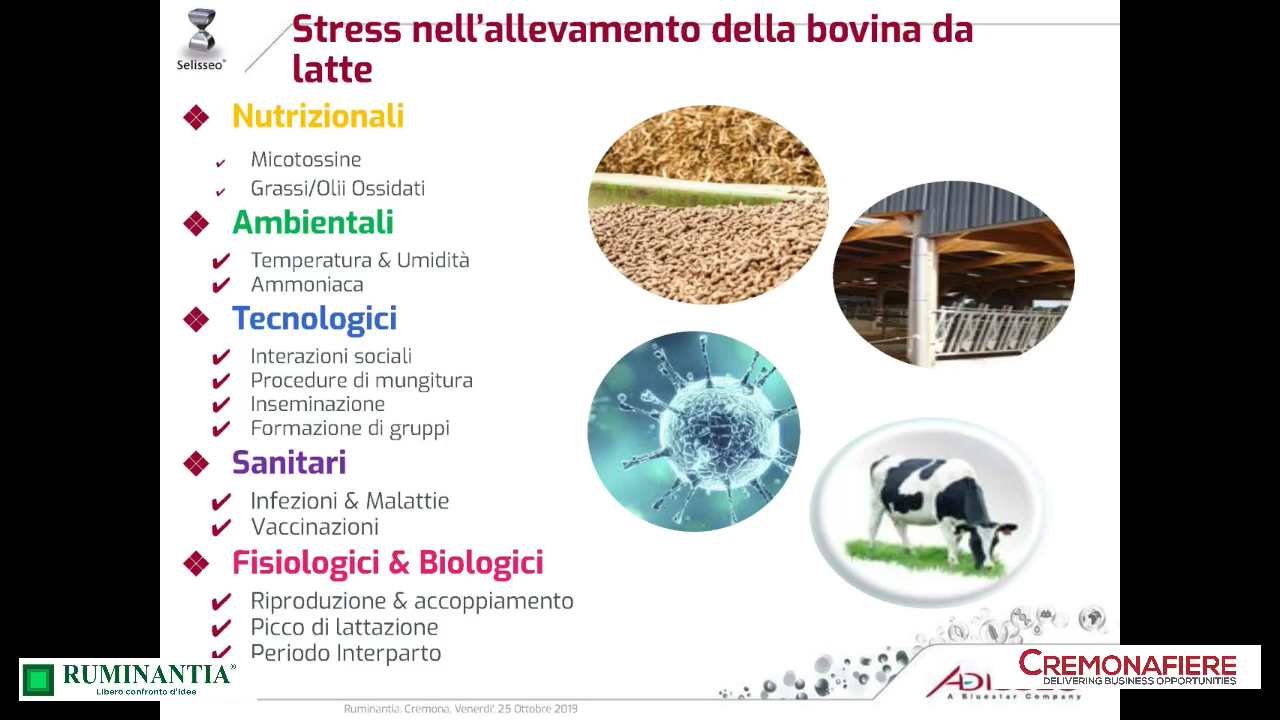 Stress nell'allevamento della bovina da
latte
Selisseo®
Nutrizionali
Micotossine
Grassi/Olii Ossidati
Ambientali
Temperatura & Umidità
Ammoniaca
Tecnologici
Interazioni sociali
Procedure di mungitura
Inseminazione
Formazione di gruppi
Sanitari
Infezioni & Malattie
Vaccinazioni
Fisiologici & Biologici
Riproduzione & accoppiamento
Picco di lattazione
Periodo Interparto
RUMINANTIA®
Libero confronto d'idee
CREMONAFIERE
DELIVERING BUSINESS OPPORTUNITIES
A Bluestar Company
Ruminantia. Cremona. Venerdi'. 25 Ottobre 2019